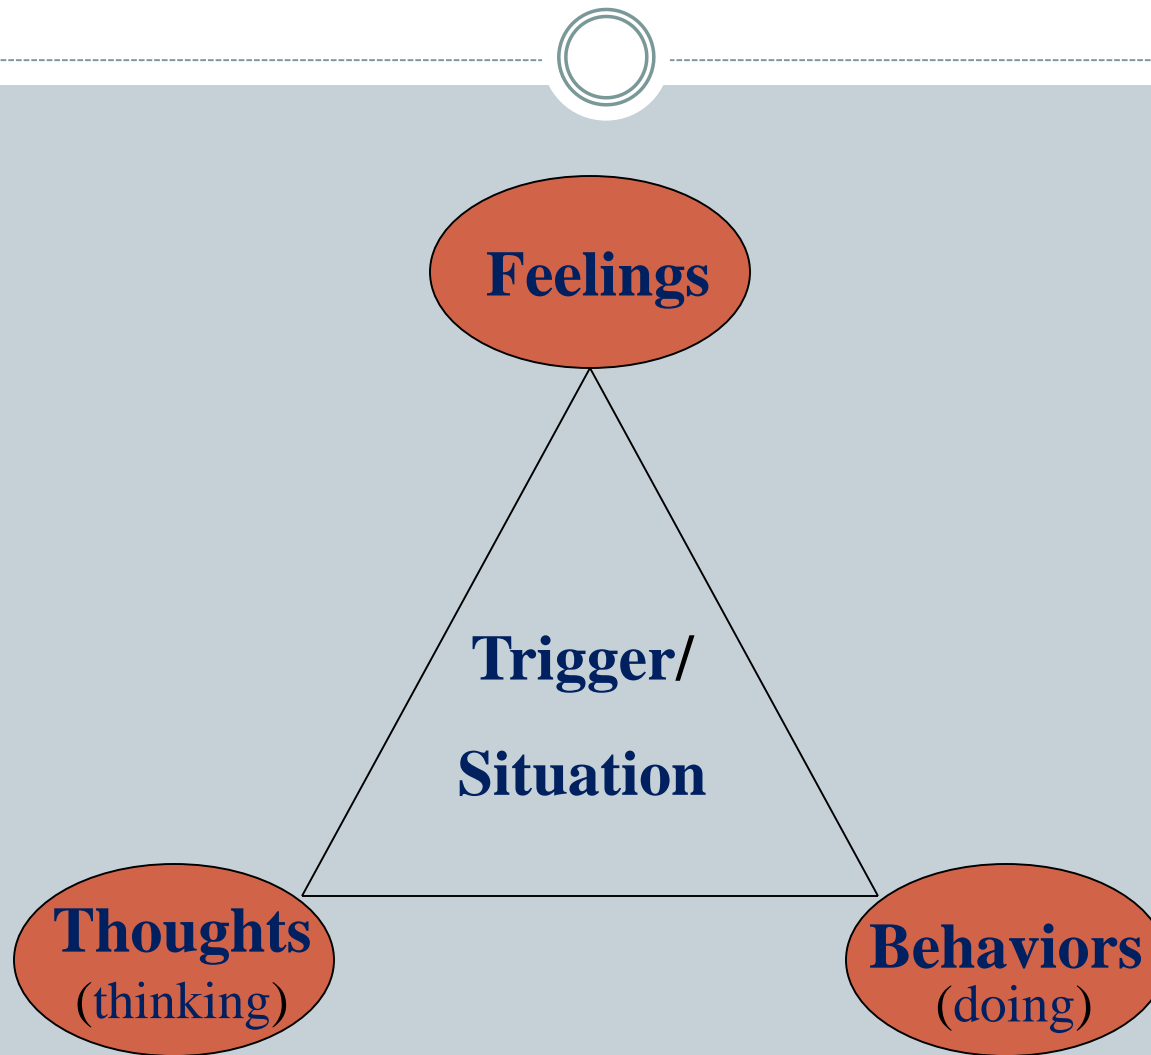 Feelings
Trigger/
Situation
Thoughts
(thinking)
Behaviors
(doing)